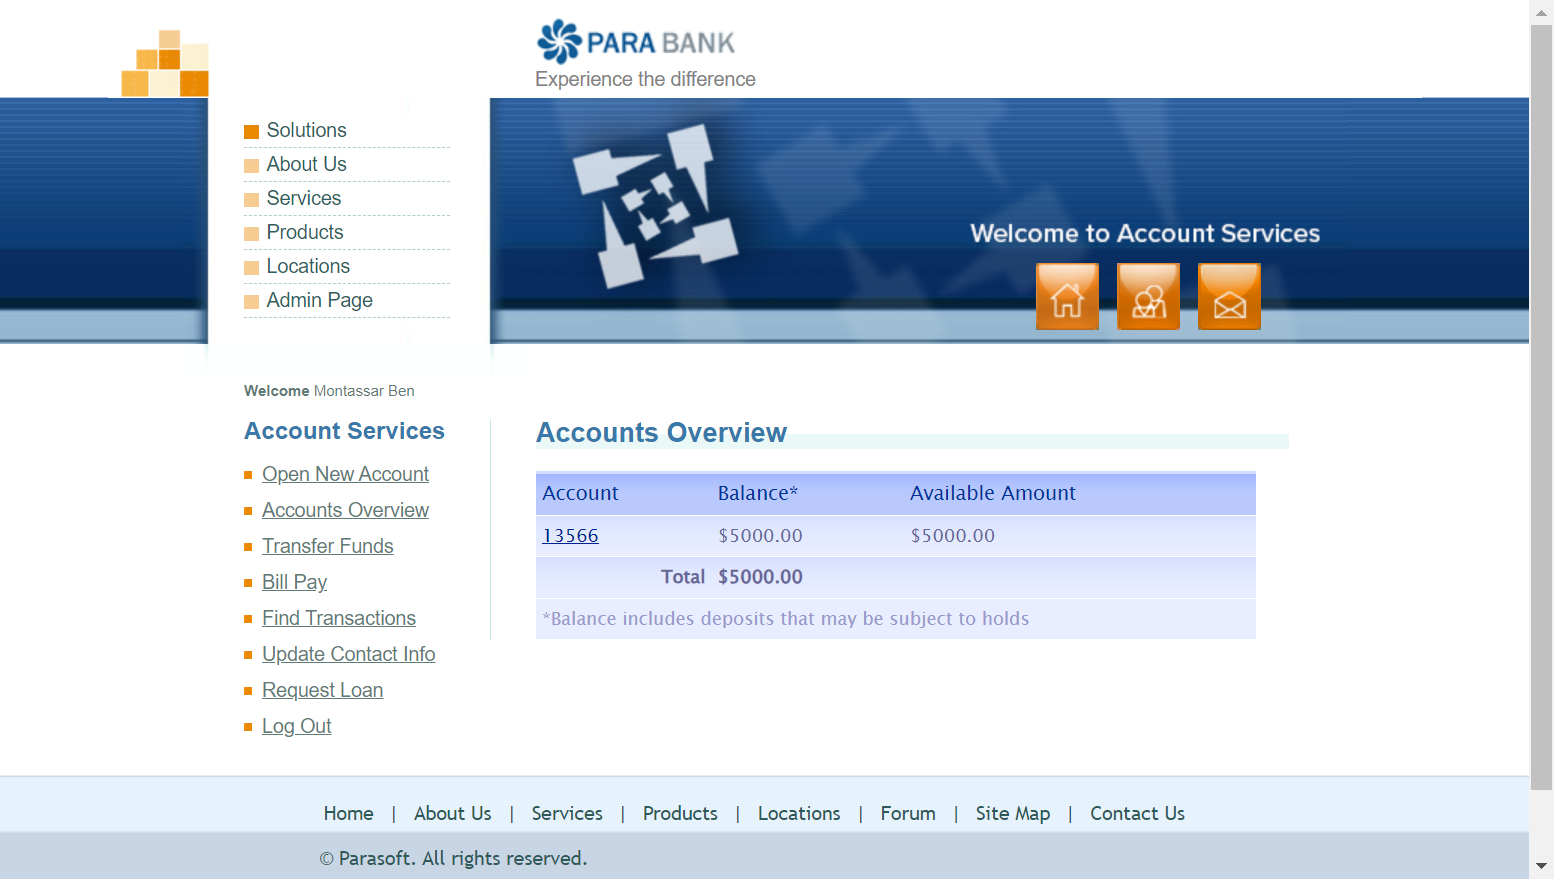 PARA BANK
Experience the difference
Solutions
About Us
Services
Products
Locations
Admin Page
Welcome to Account Services
Welcome Montassar Ben
Account Services
Open New Account
Accounts Overview
Transfer Funds
Bill Pay
Find Transactions
Update Contact Info
Request Loan
Log Out
Accounts Overview
Account Balance* Available Amount
13566 $5000.00 $5000.00
Total $5000.00
*Balance includes deposits that may be subject to holds
Home | About Us | Services | Products | Locations | Forum | Site Map | Contact Us
© Parasoft. All rights reserved.